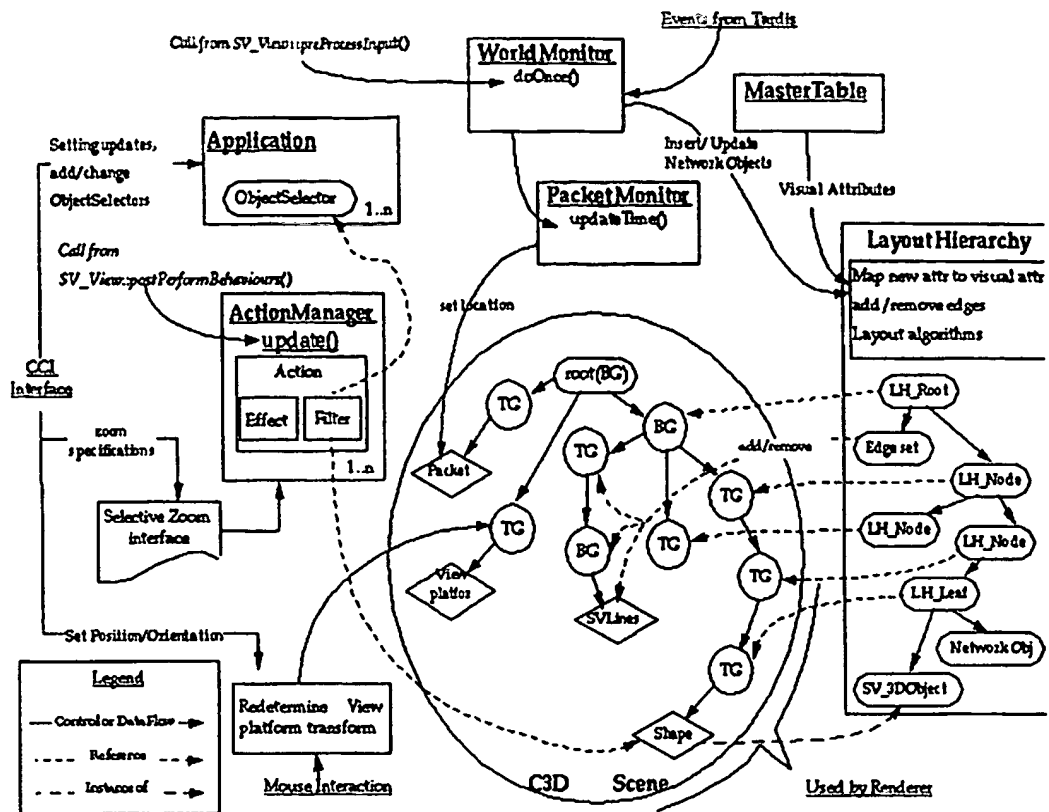 Events from Tardis
Call from SV_View::preProcessInput()
WorldMonitor
doOnce()
MasterTable
Setting updates,
add/change
ObjectSelectors
Application
ObjectSelector
1..n
Insert/Update
Network Objects
Visual Attributes
PacketMonitor
updateTime()
Call from
SV_View::postPerformBehaviours()
Layout Hierarchy
Map new attr to visual attr
add/remove edges
Layout algorithms
ActionManager
update()
Action
Effect
Filter
1..n
set location
CCI
Interface
zoom
specifications
Selective Zoom
interface
root(BG)
TG
BG
TG
Packet
add/remove
TG
TG
BG
TG
View
platfor
SVLines
TG
TG
Shape
LH_Root
Edge set
LH_Node
LH_Node
LH_Node
LH_Leaf
Network Obj
SV_3DObject
Set Position/Orientation
Legend
Control or Data Flow
Reference
Instance of
Redetermine View
platform transform
Mouse Interaction
C3D Scene
Used by Renderer